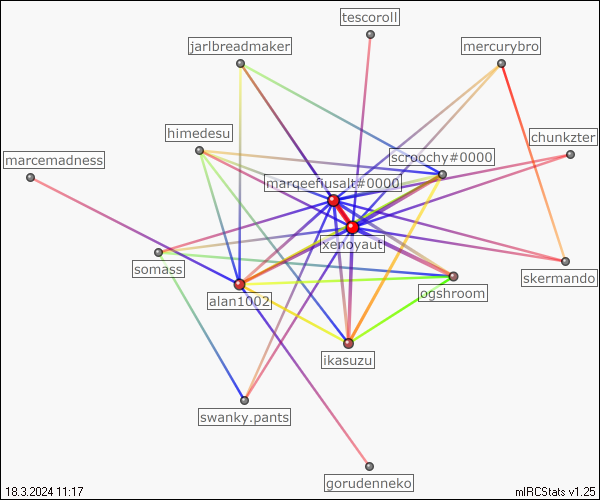 tescoroll
jarlbreadmaker
mercurybro
himedesu
chunkzter
marcemadness
scroochy#0000
marqeefiusalt#0000
xenoyaut
somass
skermando
alan1002
ogshroom
ikasuzu
swanky.pants
gorudenneko
18.3.2024 11:17
mIRCStats v1.25